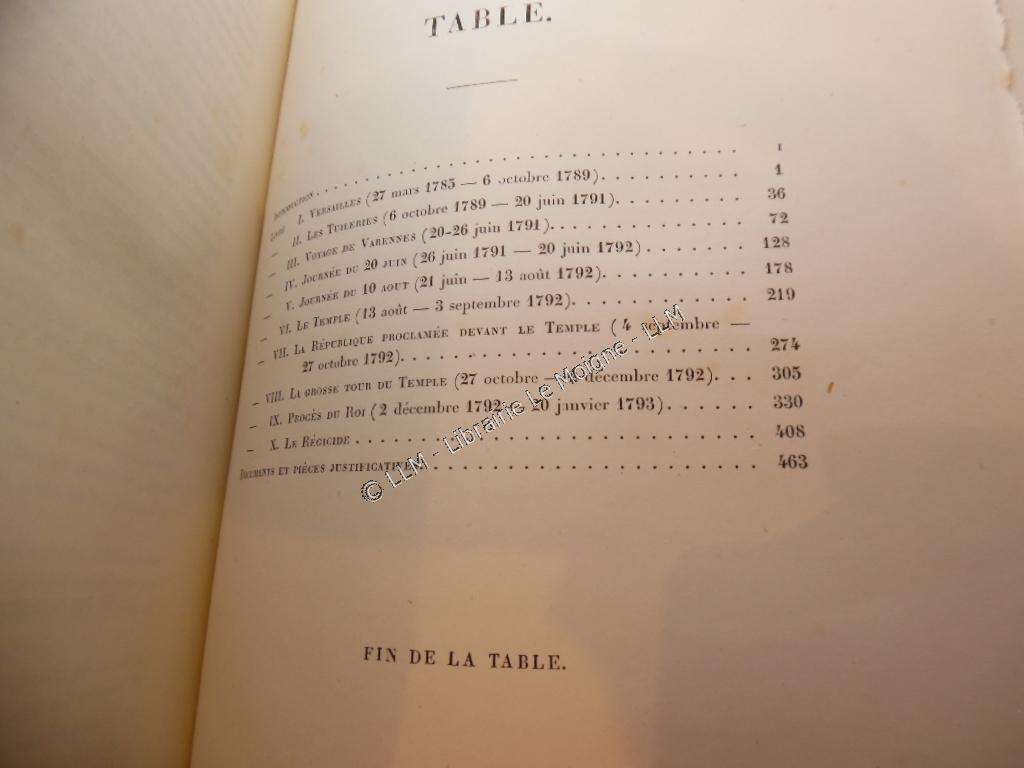 TABLE.
INTRODUCTION . . . . . . . . . . . . . . . . . . . . . . . . . . I
LIVRE I. VERSAILLES (27 mars 1785 — 6 octobre 1789). . . . . . . . . . 1
— II. LES TUILERIES (6 octobre 1789 — 20 juin 1791). . . . . . . . . 36
— III. VOYAGE DE VARENNES (20-26 juin 1791). . . . . . . . . . . . . 72
— IV. JOURNÉE DU 20 JUIN (26 juin 1791 — 20 juin 1792) . . . . . . . 128
— V. JOURNÉE DU 10 AOUT (21 juin — 13 août 1792). . . . . . . . . . . 178
— VI. LE TEMPLE (13 août — 3 septembre 1792). . . . . . . . . . . . . 219
— VII. LA RÉPUBLIQUE PROCLAMÉE DEVANT LE TEMPLE (4 septembre —
27 octobre 1792). . . . . . . . . . . . . . . . . . . . . . . . 274
— VIII. LA GROSSE TOUR DU TEMPLE (27 octobre — décembre 1792). . . 305
— IX. PROCÈS DU ROI (2 décembre 1792 — 20 janvier 1793). . . . . . 330
— X. LE RÉGICIDE . . . . . . . . . . . . . . . . . . . . . . . . . . 408
DOCUMENTS ET PIÈCES JUSTIFICATIVES . . . . . . . . . . . . . . . . . . 463
© LLM - Librairie Le Moigne - LLM
FIN DE LA TABLE.